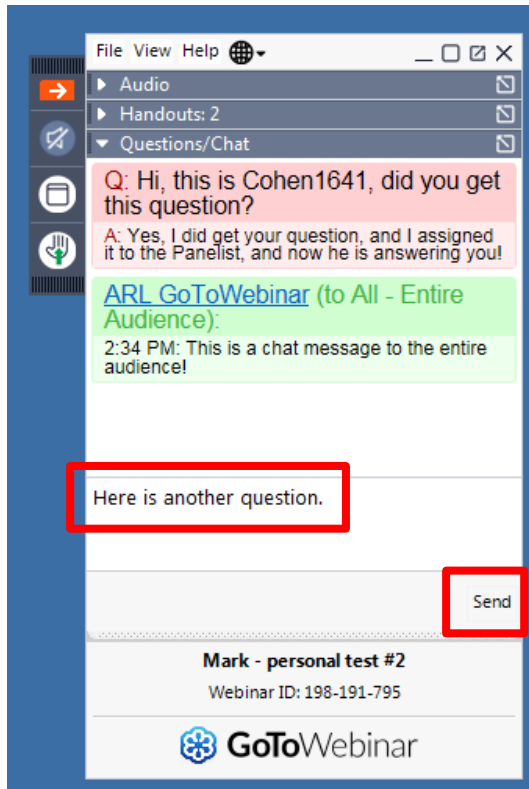 File View Help
Audio
Handouts: 2
Questions/Chat
Q: Hi, this is Cohen1641, did you get
this question?
A: Yes, I did get your question, and I assigned
it to the Panelist, and now he is answering you!
ARL GoToWebinar (to All - Entire
Audience):
2:34 PM: This is a chat message to the entire
audience!
Here is another question.
Send
Mark - personal test #2
Webinar ID: 198-191-795
GoToWebinar